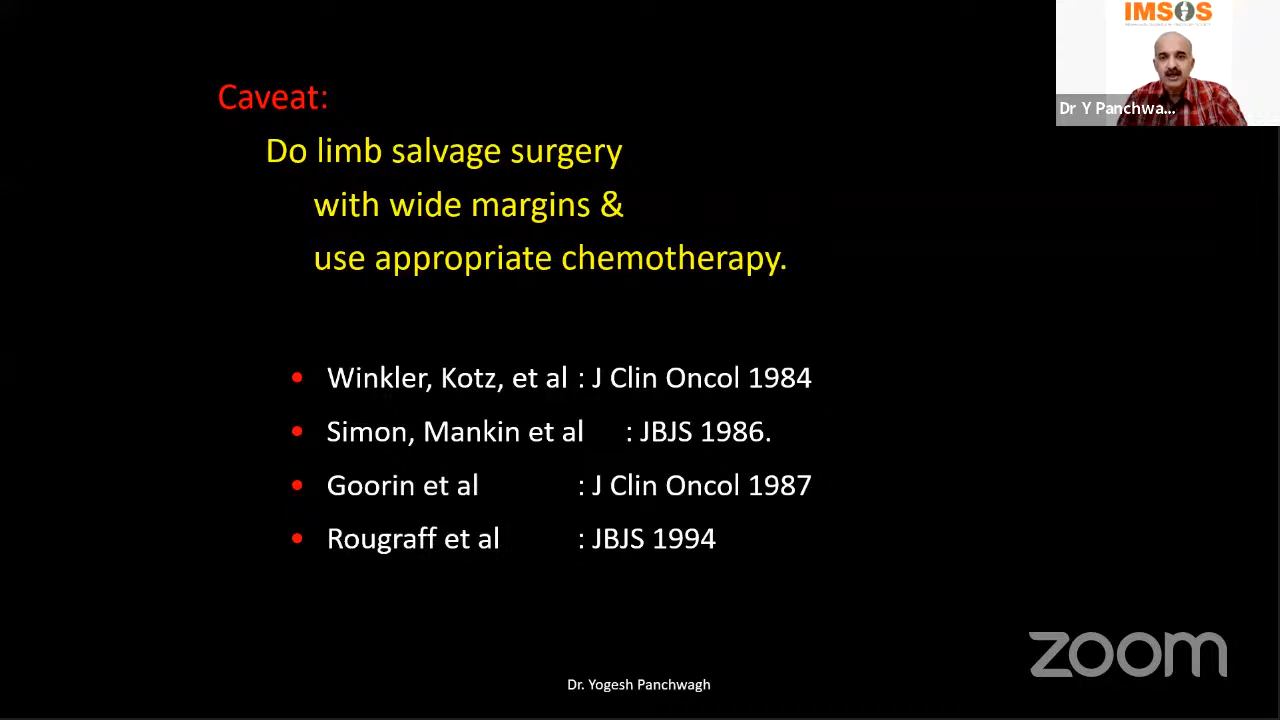 IMSOS
Dr Y Panchwa...
Caveat:
Do limb salvage surgery
with wide margins &
use appropriate chemotherapy.
• Winkler, Kotz, et al : J Clin Oncol 1984
• Simon, Mankin et al : JBJS 1986.
• Goorin et al : J Clin Oncol 1987
• Rougraff et al : JBJS 1994
zoom
Dr. Yogesh Panchwagh